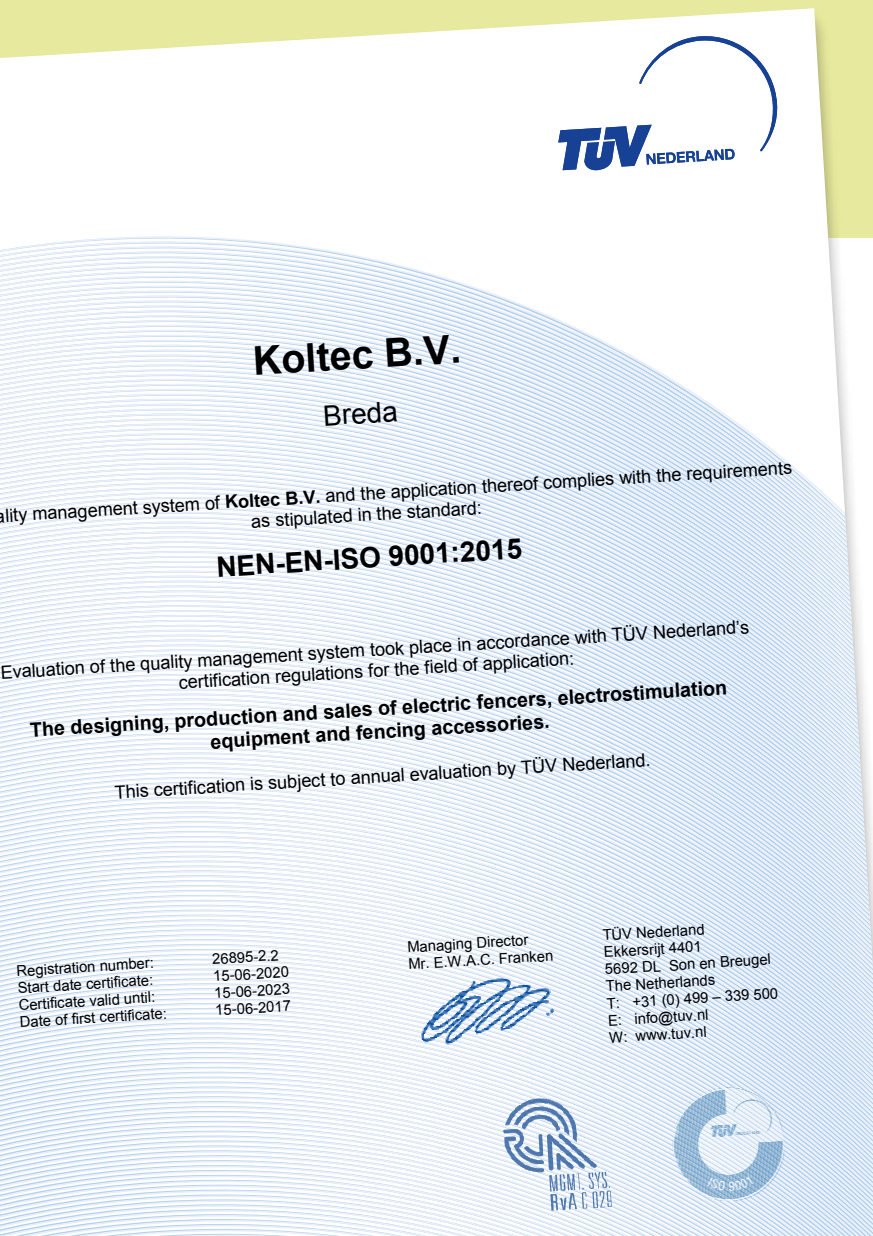 TÜV NEDERLAND
Koltec B.V.
Breda
ality management system of Koltec B.V. and the application thereof complies with the requirements
as stipulated in the standard:
NEN-EN-ISO 9001:2015
Evaluation of the quality management system took place in accordance with TÜV Nederland's
certification regulations for the field of application:
The designing, production and sales of electric fencers, electrostimulation
equipment and fencing accessories.
This certification is subject to annual evaluation by TÜV Nederland.
Registration number: 26895-2.2
Start date certificate: 15-06-2020
Certificate valid until: 15-06-2023
Date of first certificate: 15-06-2017
Managing Director
Mr. E.W.A.C. Franken
TÜV Nederland
Ekkersrijt 4401
5692 DL Son en Breugel
The Netherlands
T: +31 (0) 499 – 339 500
E: info@tuv.nl
W: www.tuv.nl
MGMT. SYS.
RvA C 028
TÜV
ISO 9001